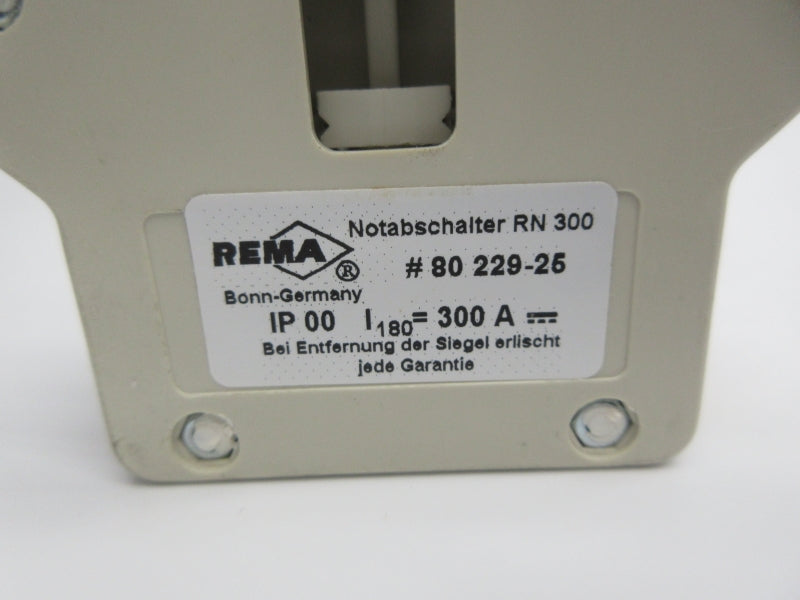 Notabschalter RN 300
REMA ®
# 80 229-25
Bonn-Germany
IP 00 I180= 300 A ⎓
Bei Entfernung der Siegel erlischt
jede Garantie